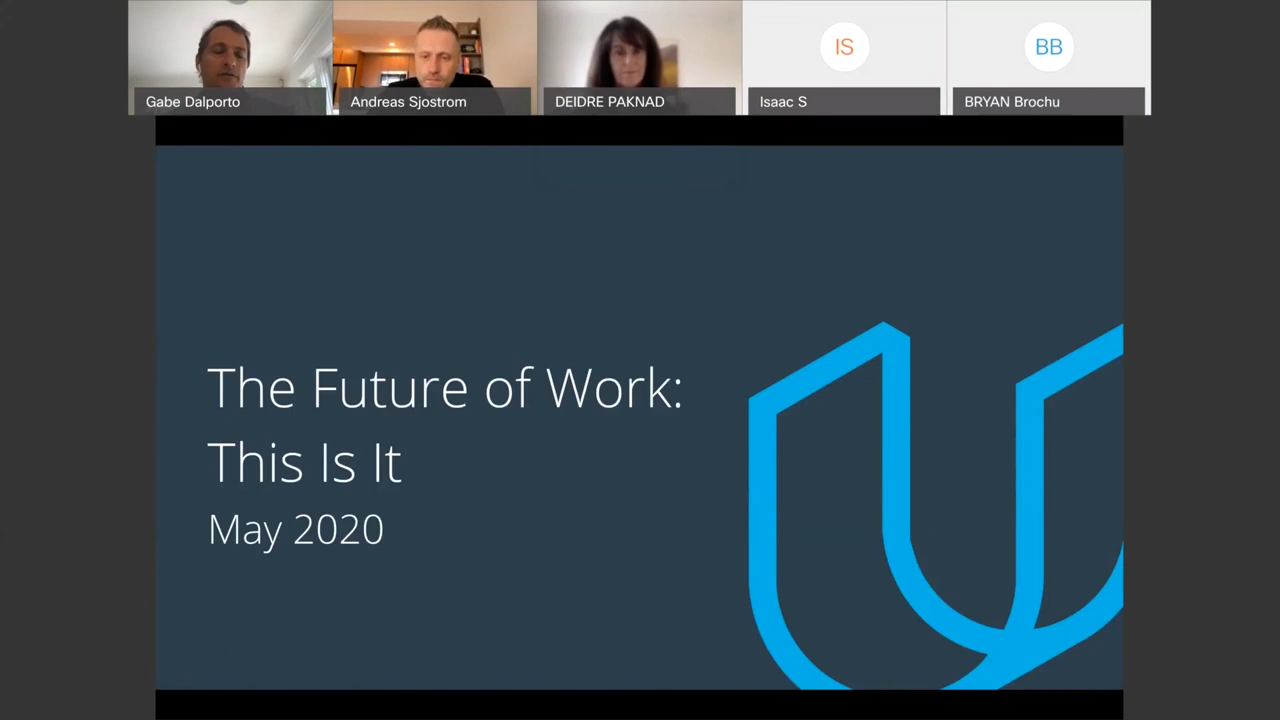 Gabe Dalporto
Andreas Sjostrom
DEIDRE PAKNAD
IS
Isaac S
BB
BRYAN Brochu
The Future of Work:
This Is It
May 2020